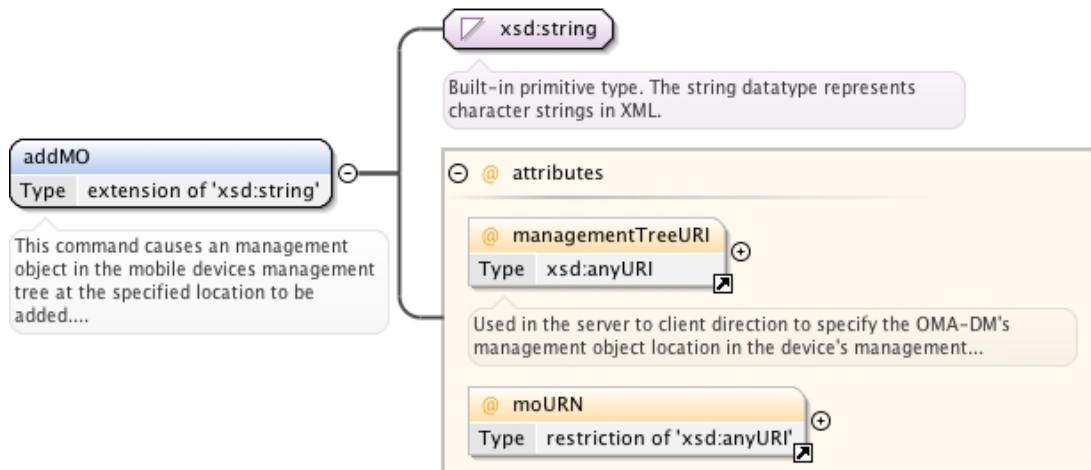 xsd:string
Built-in primitive type. The string datatype represents
character strings in XML.
addMO
Type extension of 'xsd:string'
This command causes an management
object in the mobile devices management
tree at the specified location to be
added....
@ attributes
@ managementTreeURI
Type xsd:anyURI
Used in the server to client direction to specify the OMA-DM's
management object location in the device's management...
@ moURN
Type restriction of 'xsd:anyURI'